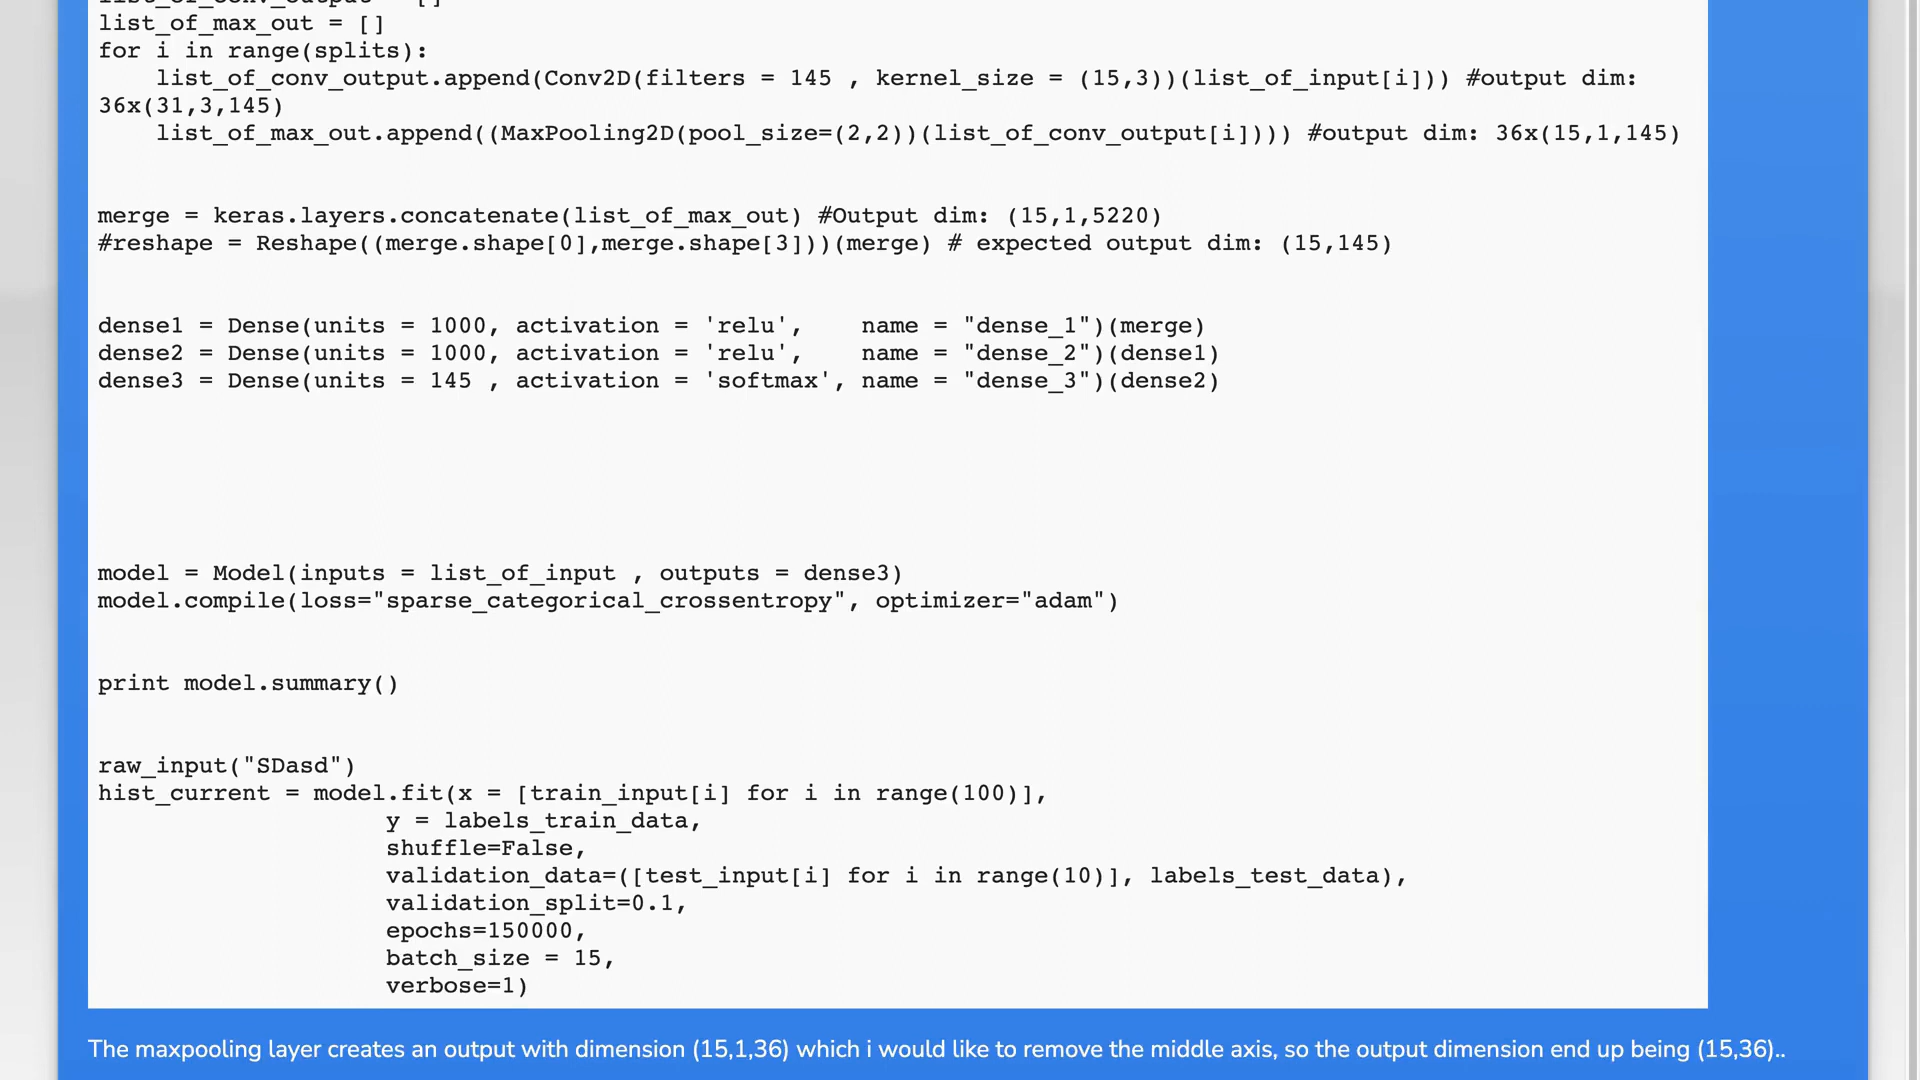 list_of_conv_output = []
list_of_max_out = []
for i in range(splits):
    list_of_conv_output.append(Conv2D(filters = 145 , kernel_size = (15,3))(list_of_input[i])) #output dim:
36x(31,3,145)
    list_of_max_out.append((MaxPooling2D(pool_size=(2,2))(list_of_conv_output[i]))) #output dim: 36x(15,1,145)
merge = keras.layers.concatenate(list_of_max_out) #Output dim: (15,1,5220)
#reshape = Reshape((merge.shape[0],merge.shape[3]))(merge) # expected output dim: (15,145)
dense1 = Dense(units = 1000, activation = 'relu',    name = "dense_1")(merge)
dense2 = Dense(units = 1000, activation = 'relu',    name = "dense_2")(dense1)
dense3 = Dense(units = 145 , activation = 'softmax', name = "dense_3")(dense2)
model = Model(inputs = list_of_input , outputs = dense3)
model.compile(loss="sparse_categorical_crossentropy", optimizer="adam")
print model.summary()
raw_input("SDasd")
hist_current = model.fit(x = [train_input[i] for i in range(100)],
                    y = labels_train_data,
                    shuffle=False,
                    validation_data=([test_input[i] for i in range(10)], labels_test_data),
                    validation_split=0.1,
                    epochs=150000,
                    batch_size = 15,
                    verbose=1)
The maxpooling layer creates an output with dimension (15,1,36) which i would like to remove the middle axis, so the output dimension end up being (15,36)..